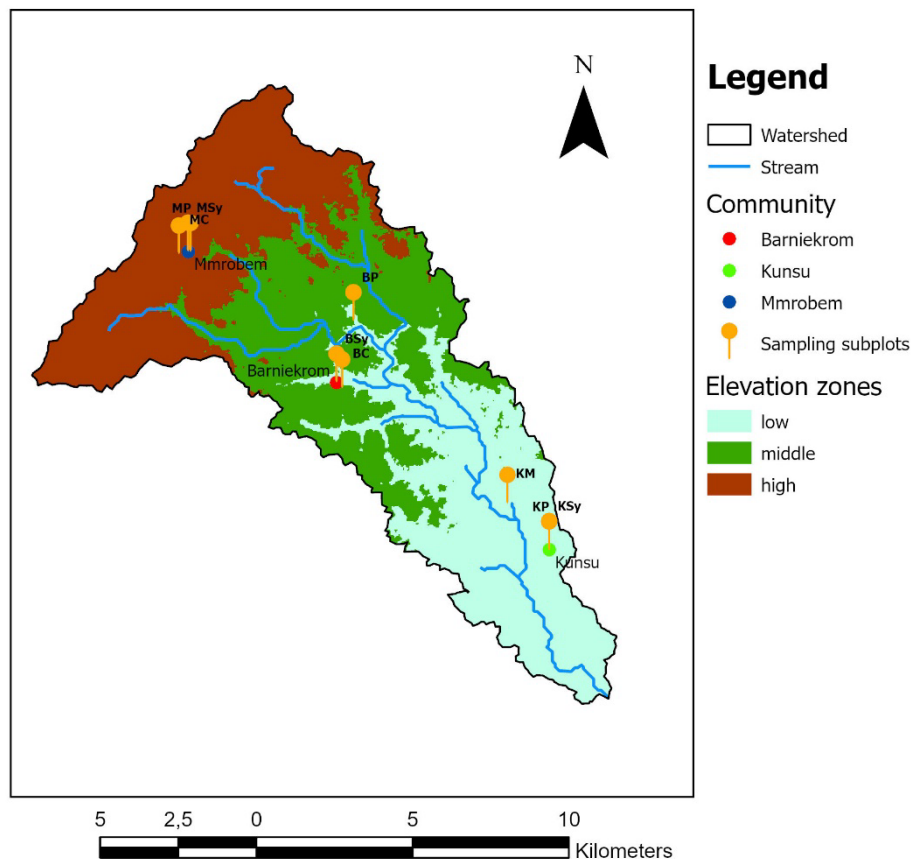 N
MP MSy
MC
Mmrobem
BP
BSy
BC
Barniekrom
KM
KP KSy
Kunsu
Legend
Watershed
Stream
Community
Barniekrom
Kunsu
Mmrobem
Sampling subplots
Elevation zones
low
middle
high
5 2,5 0 5 10
Kilometers